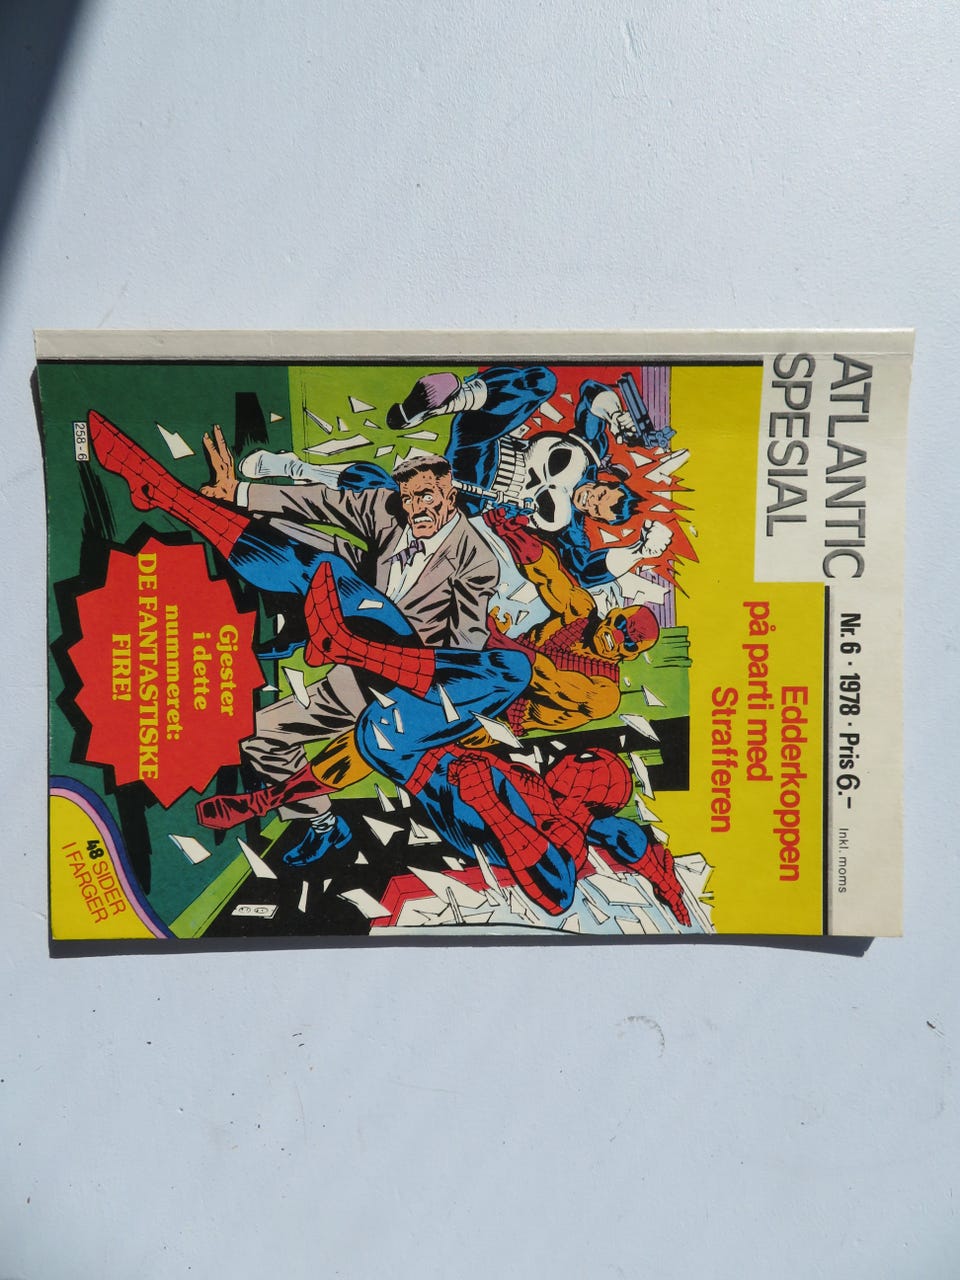 ATLANTIC
SPESIAL
Nr. 6 · 1978 · Pris 6.– Inkl. moms
Edderkoppen
på parti med
Strafferen
Gjester
i dette
nummeret:
DE FANTASTISKE
FIRE!
48 SIDER
I FARGER
258-6